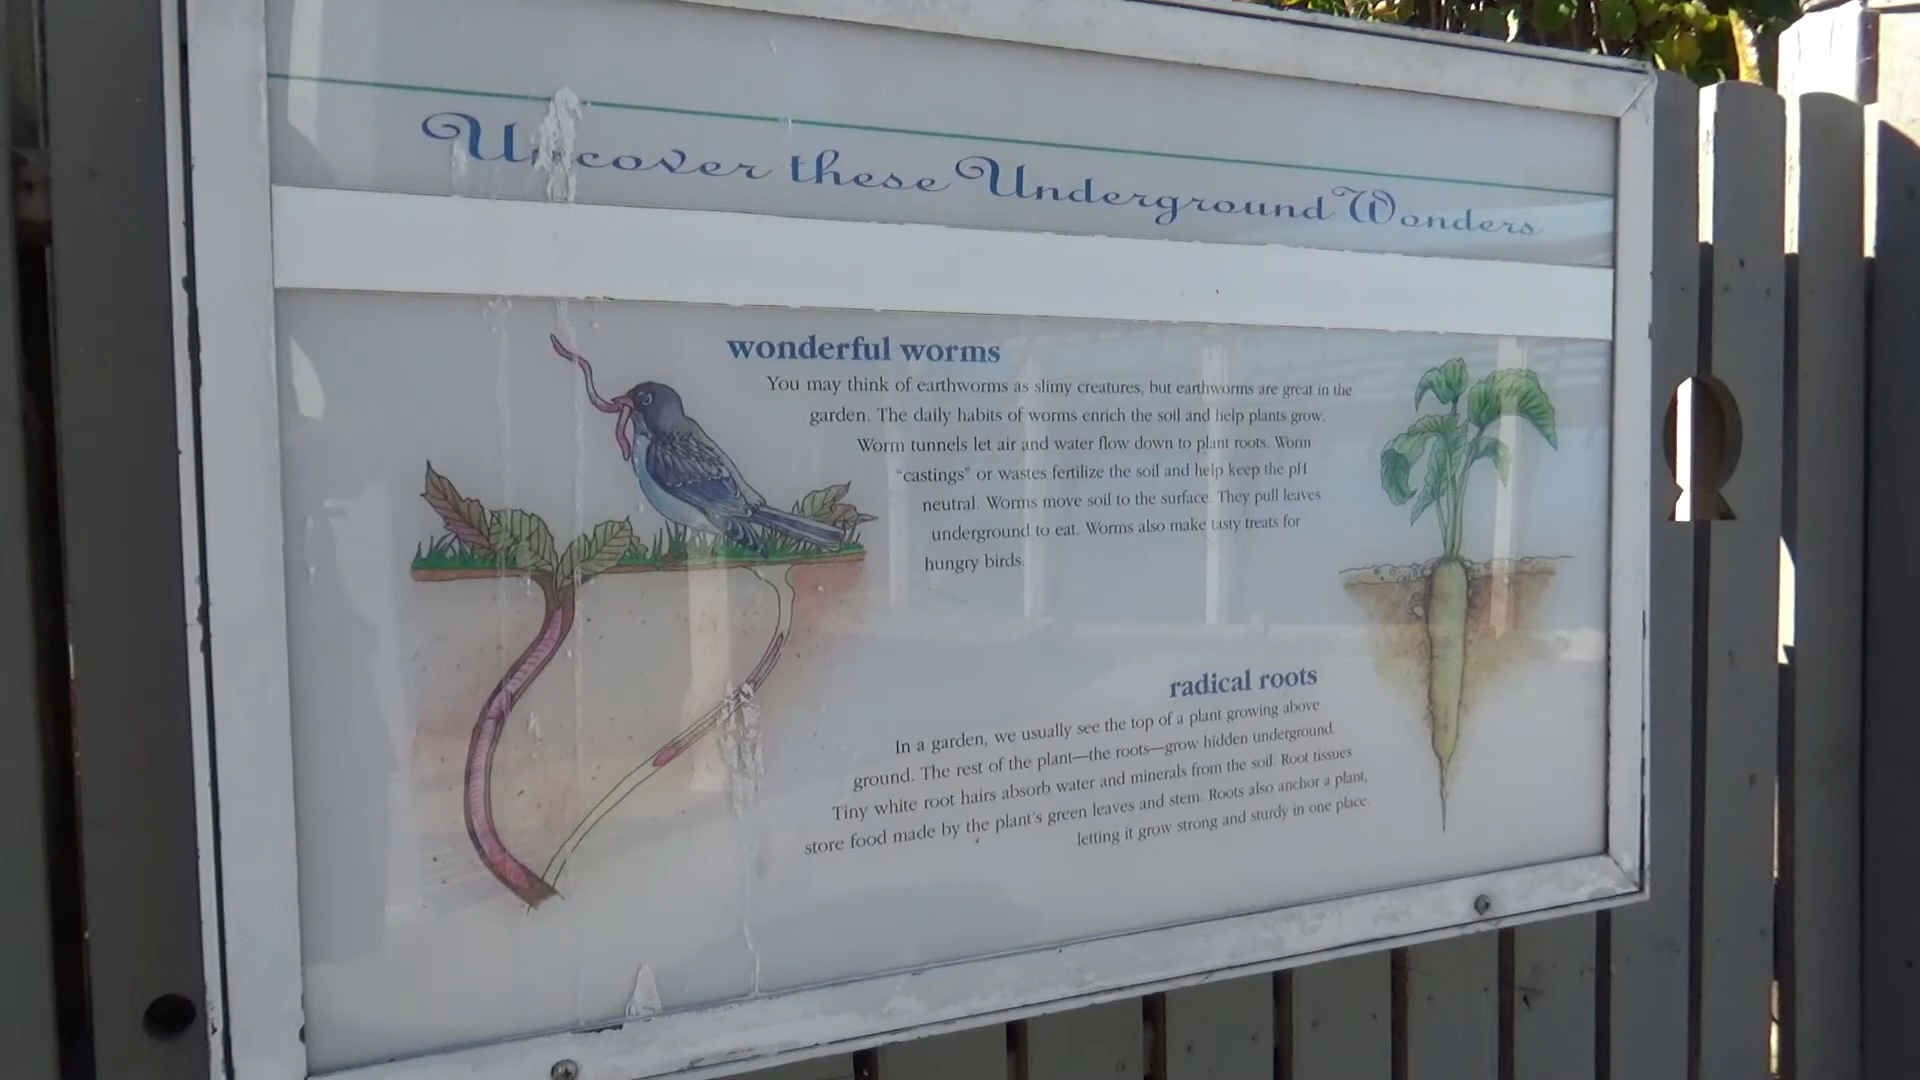 Uncover these Underground Wonders
wonderful worms
You may think of earthworms as slimy creatures, but earthworms are great in the
garden. The daily habits of worms enrich the soil and help plants grow.
Worm tunnels let air and water flow down to plant roots. Worm
“castings” or wastes fertilize the soil and help keep the pH
neutral. Worms move soil to the surface. They pull leaves
underground to eat. Worms also make tasty treats for
hungry birds.
radical roots
In a garden, we usually see the top of a plant growing above
ground. The rest of the plant—the roots—grow hidden underground.
Tiny white root hairs absorb water and minerals from the soil. Root tissues
store food made by the plant's green leaves and stem. Roots also anchor a plant,
letting it grow strong and sturdy in one place.